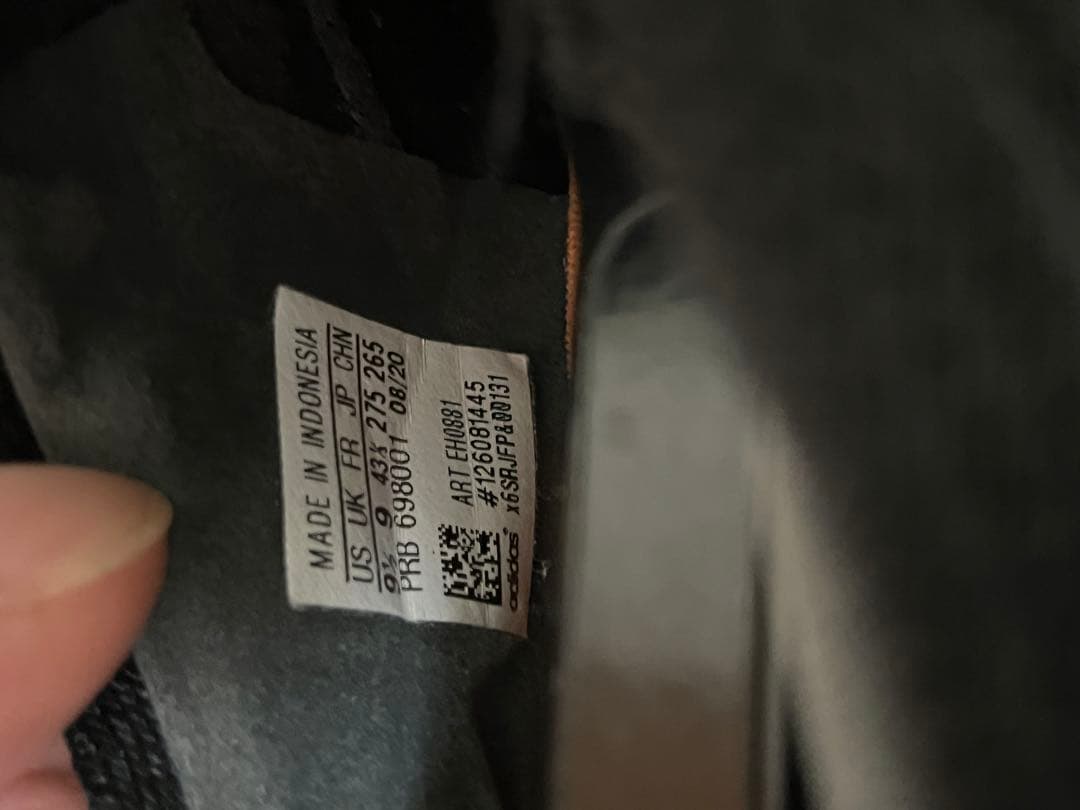 MADE IN INDONESIA
US UK FR JP CHN
9½ 9 43⅓ 275 265
PRB 698001 08/20
ART EH0881
#126081445
x6SRJFP&00131
adidas